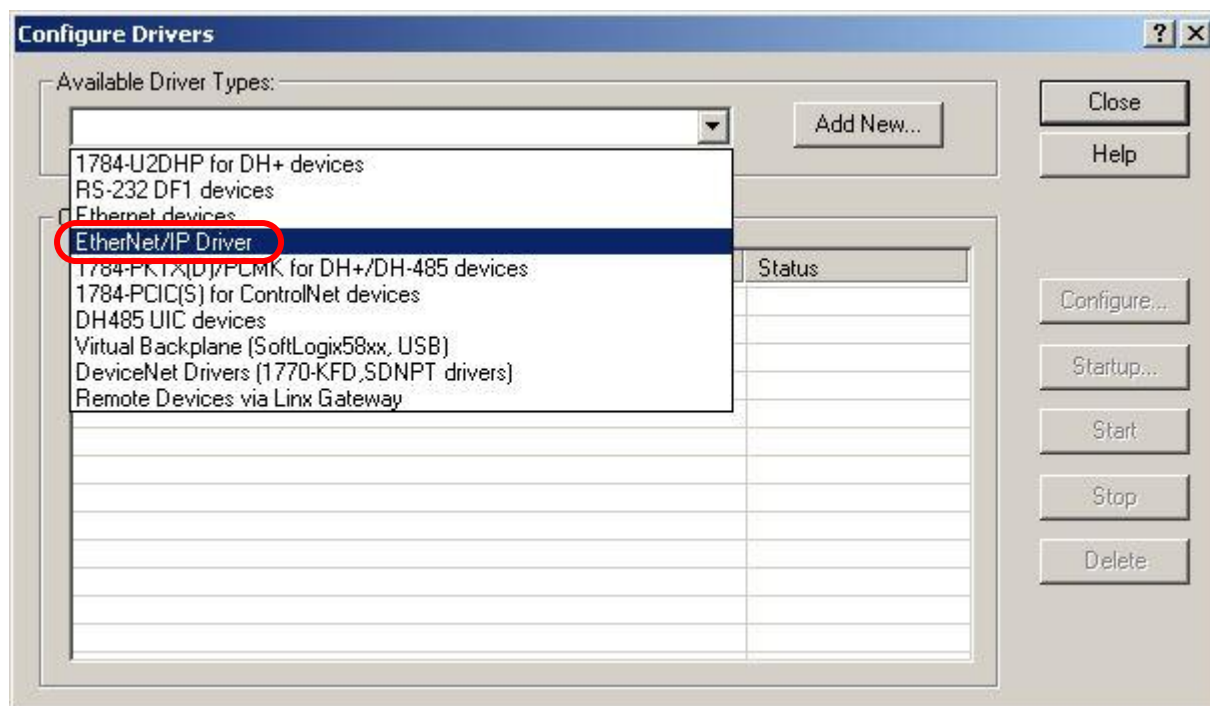 Configure Drivers
Available Driver Types:
Add New...
Close
Help
1784-U2DHP for DH+ devices
RS-232 DF1 devices
Ethernet devices
EtherNet/IP Driver
1784-PKTX(D)/PCMK for DH+/DH-485 devices
1784-PCIC(S) for ControlNet devices
DH485 UIC devices
Virtual Backplane (SoftLogix58xx, USB)
DeviceNet Drivers (1770-KFD,SDNPT drivers)
Remote Devices via Linx Gateway
Status
Configure...
Startup...
Start
Stop
Delete